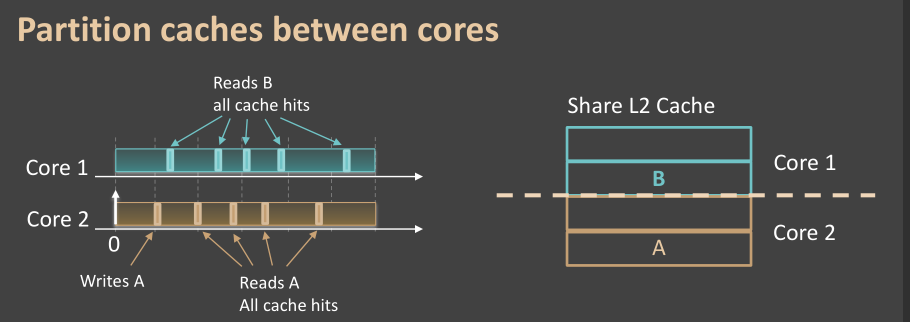 Partition caches between cores
Reads B
all cache hits
Core 1
Core 2
0
Writes A
Reads A
All cache hits
Share L2 Cache
B
Core 1
A
Core 2